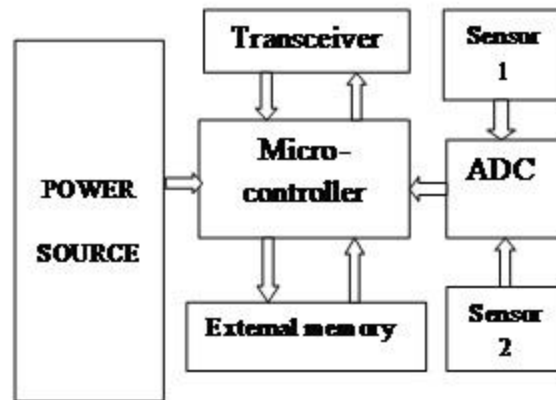 Transceiver
Sensor
1
Micro-
controller
ADC
POWER
SOURCE
External memory
Sensor
2